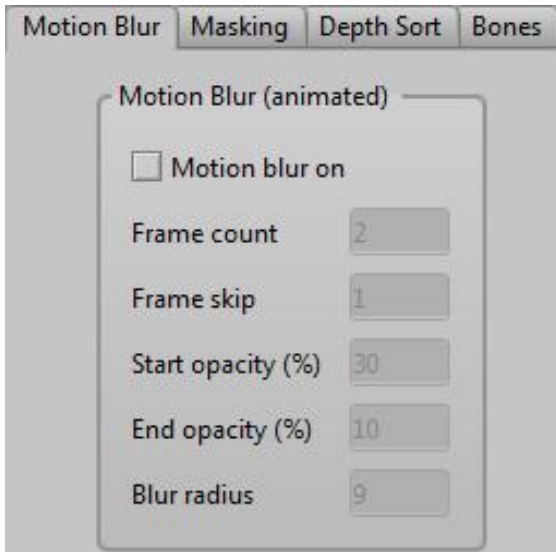 Motion Blur Masking Depth Sort Bones
Motion Blur (animated)
Motion blur on
Frame count 2
Frame skip 1
Start opacity (%) 30
End opacity (%) 10
Blur radius 9